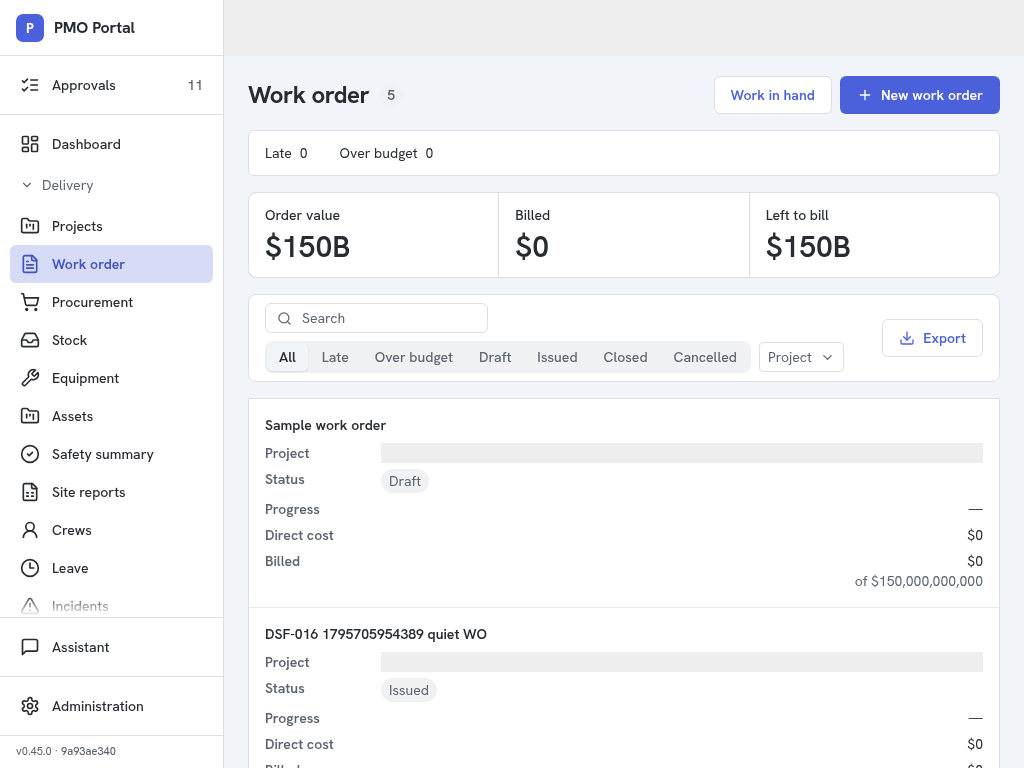 P PMO Portal
Approvals 11
Dashboard
Delivery
Projects
Work order
Procurement
Stock
Equipment
Assets
Safety summary
Site reports
Crews
Leave
Incidents
Assistant
Administration
v0.45.0 · 9a93ae340
Work order 5
Work in hand
New work order
Late 0 Over budget 0
Order value
$150B
Billed
$0
Left to bill
$150B
Search
All Late Over budget Draft Issued Closed Cancelled
Project
Export
Sample work order
Project
Status Draft
Progress —
Direct cost $0
Billed $0
of $150,000,000,000
DSF-016 1795705954389 quiet WO
Project
Status Issued
Progress —
Direct cost $0
Billed $0